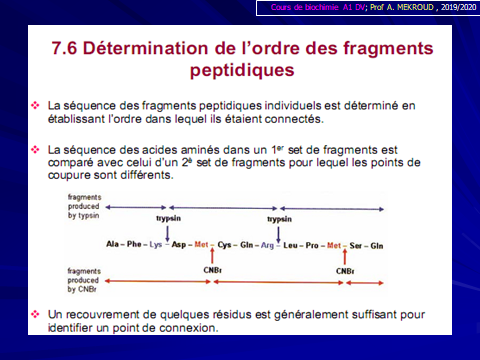 Cours de biochimie A1 DV; Prof A. MEKROUD , 2019/2020
7.6 Détermination de l'ordre des fragments
peptidiques
La séquence des fragments peptidiques individuels est déterminé en
établissant l'ordre dans lequel ils étaient connectés.
La séquence des acides aminés dans un 1er set de fragments est
comparé avec celui d'un 2è set de fragments pour lequel les points de
coupure sont différents.
fragments
produced
by typsin
trypsin trypsin
Ala – Phe – Lys – Asp – Met – Cys – Gln – Arg – Leu – Pro – Met – Ser – Gln
CNBr CNBr
fragments
produced
by CNBr
Un recouvrement de quelques résidus est généralement suffisant pour
identifier un point de connexion.